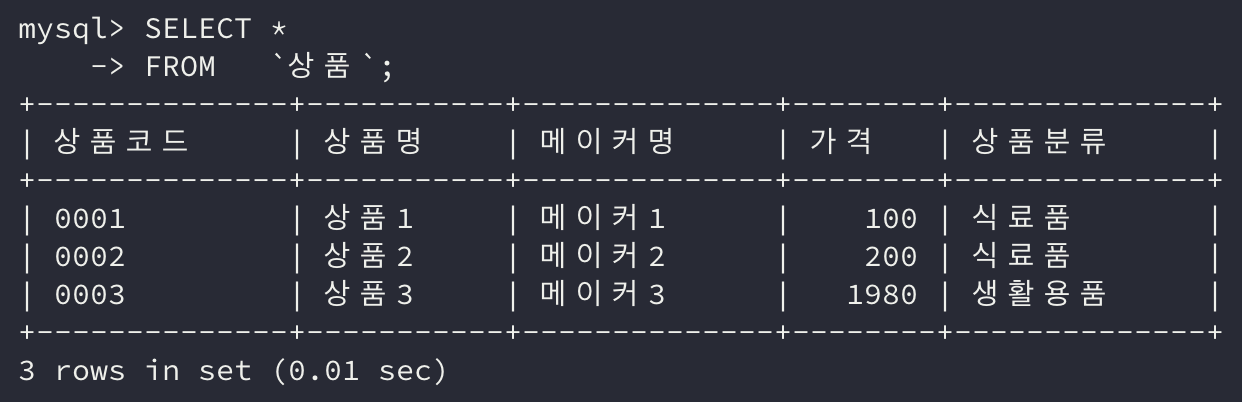 mysql> SELECT *
    -> FROM   `상품`;
+--------------+-----------+--------------+--------+--------------+
| 상품코드      | 상품명     | 메이커명      | 가격    | 상품분류      |
+--------------+-----------+--------------+--------+--------------+
| 0001         | 상품1     | 메이커1      |    100 | 식료품        |
| 0002         | 상품2     | 메이커2      |    200 | 식료품        |
| 0003         | 상품3     | 메이커3      |   1980 | 생활용품      |
+--------------+-----------+--------------+--------+--------------+
3 rows in set (0.01 sec)